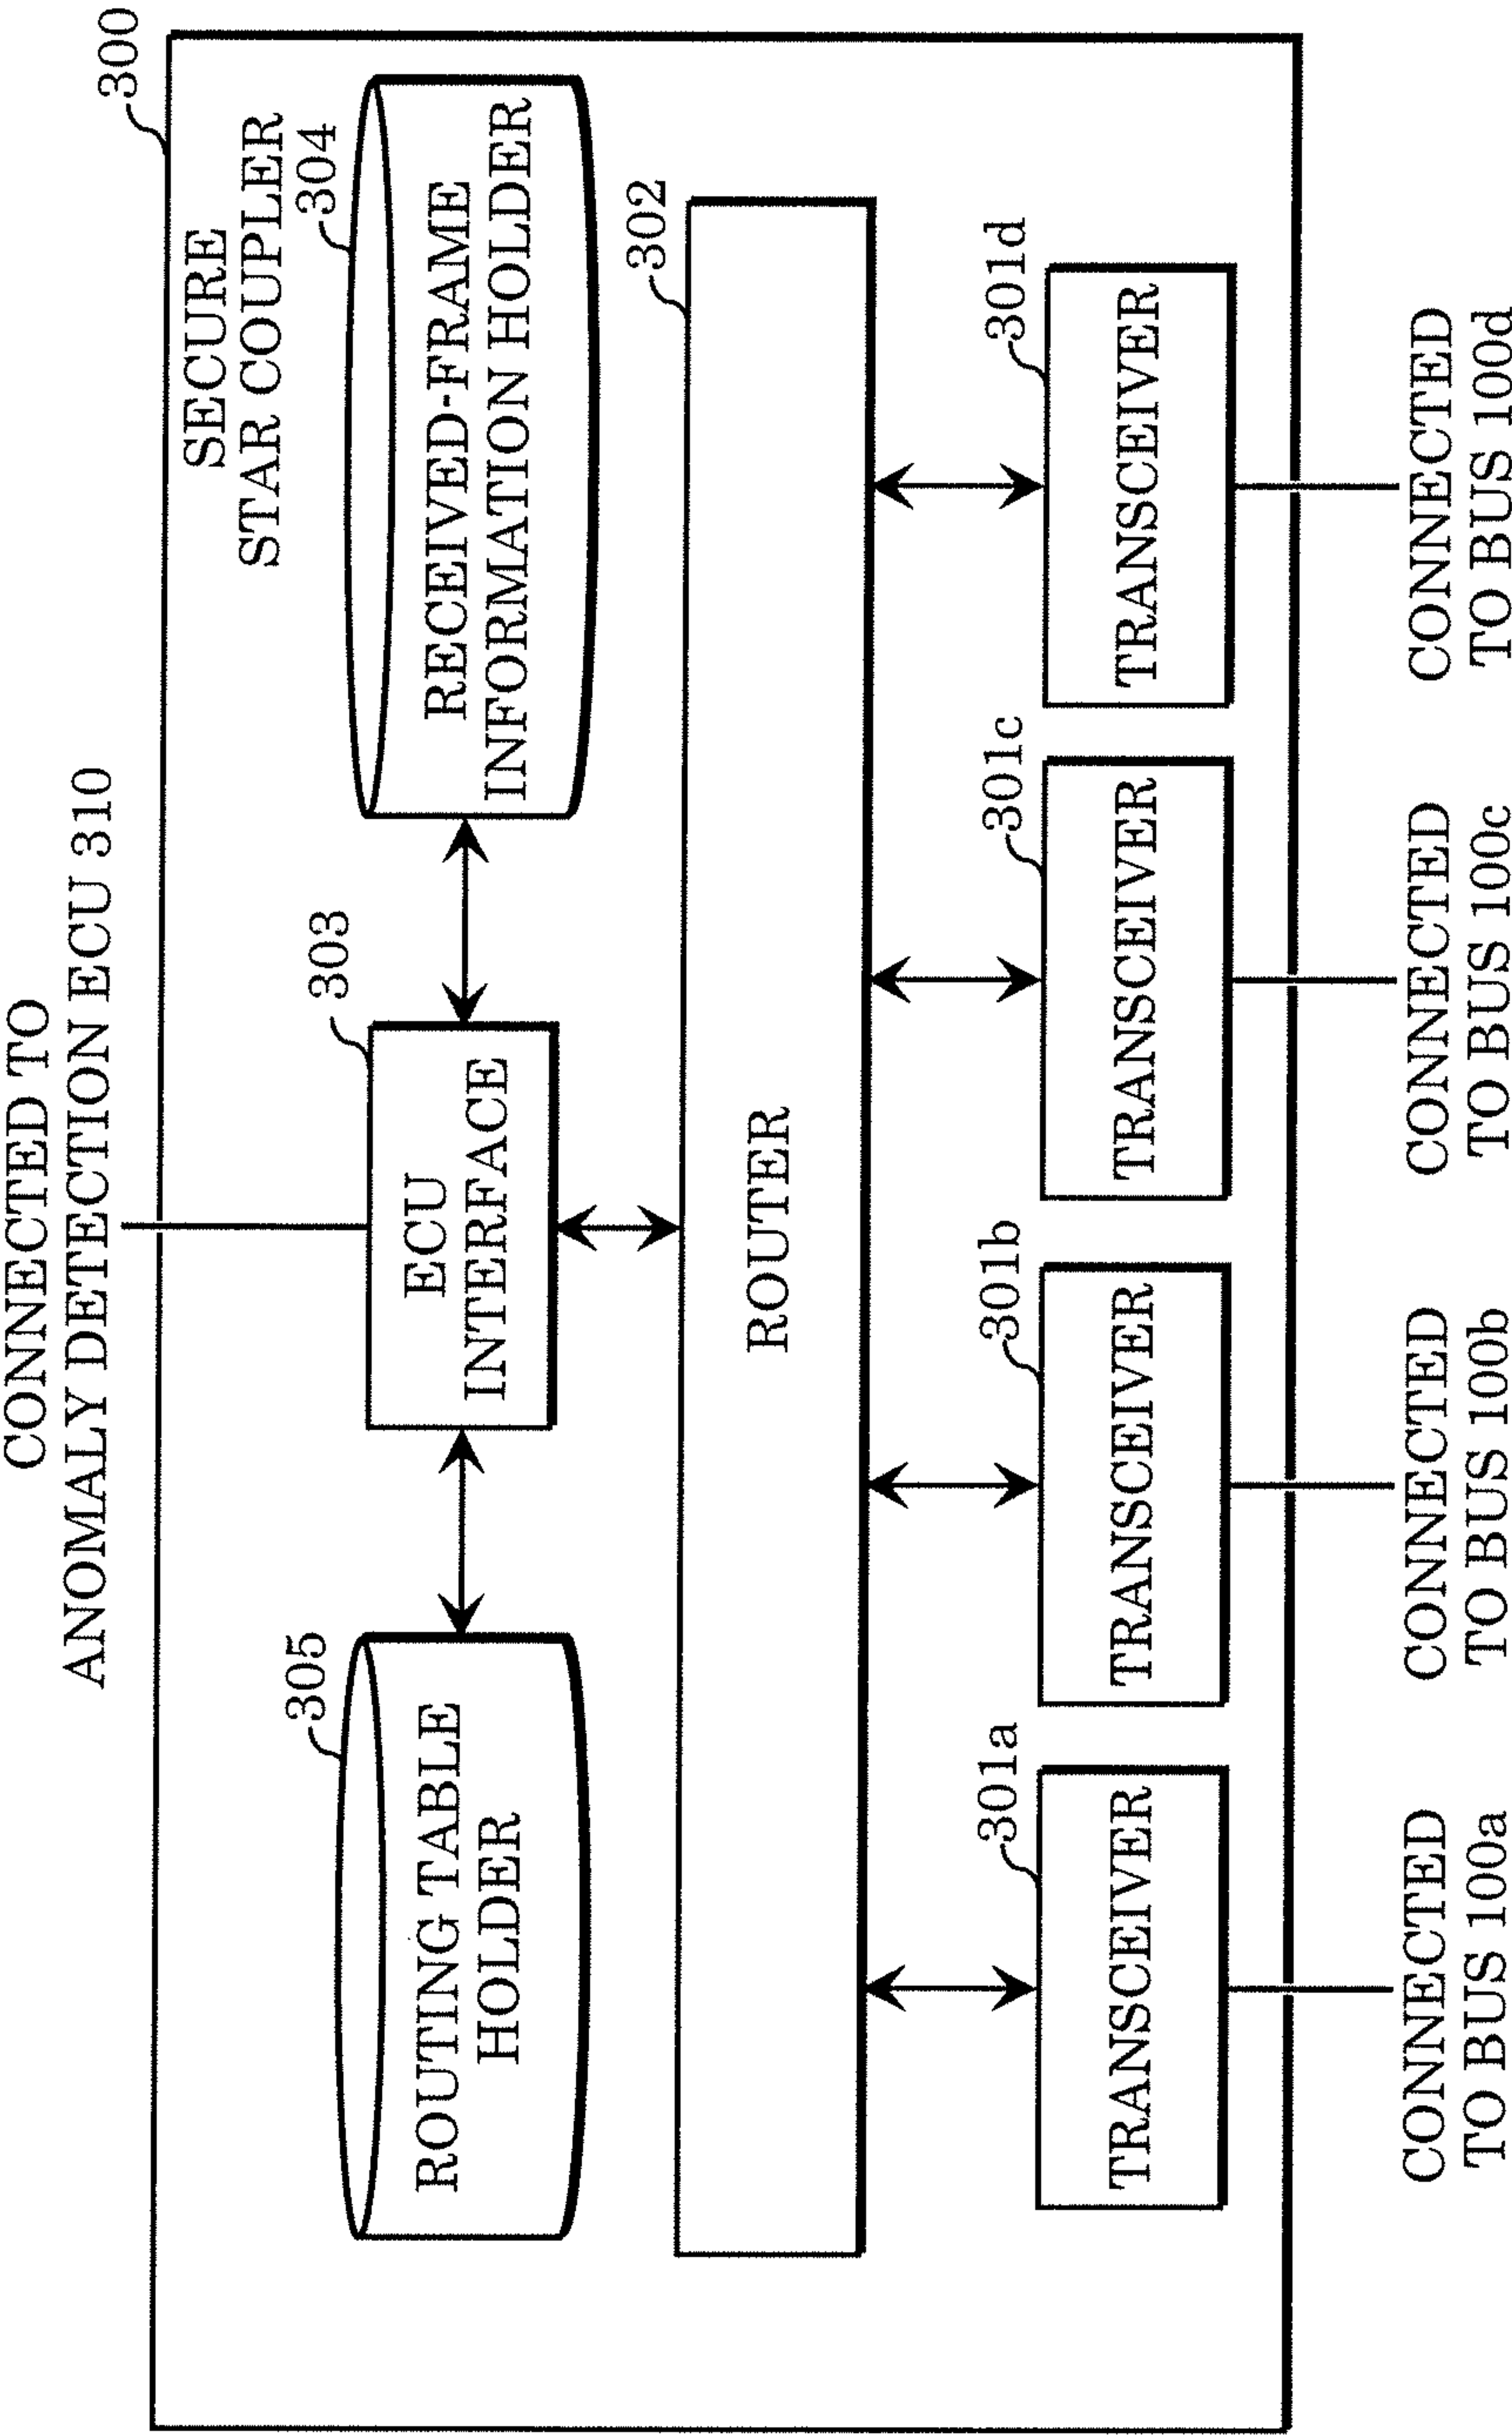 CONNECTED TO
ANOMALY DETECTION ECU 310
300
SECURE
STAR COUPLER
305
ROUTING TABLE
HOLDER
303
ECU
INTERFACE
304
RECEIVED-FRAME
INFORMATION HOLDER
302
ROUTER
301a
TRANSCEIVER
301b
TRANSCEIVER
301c
TRANSCEIVER
301d
TRANSCEIVER
CONNECTED
TO BUS 100a
CONNECTED
TO BUS 100b
CONNECTED
TO BUS 100c
CONNECTED
TO BUS 100d